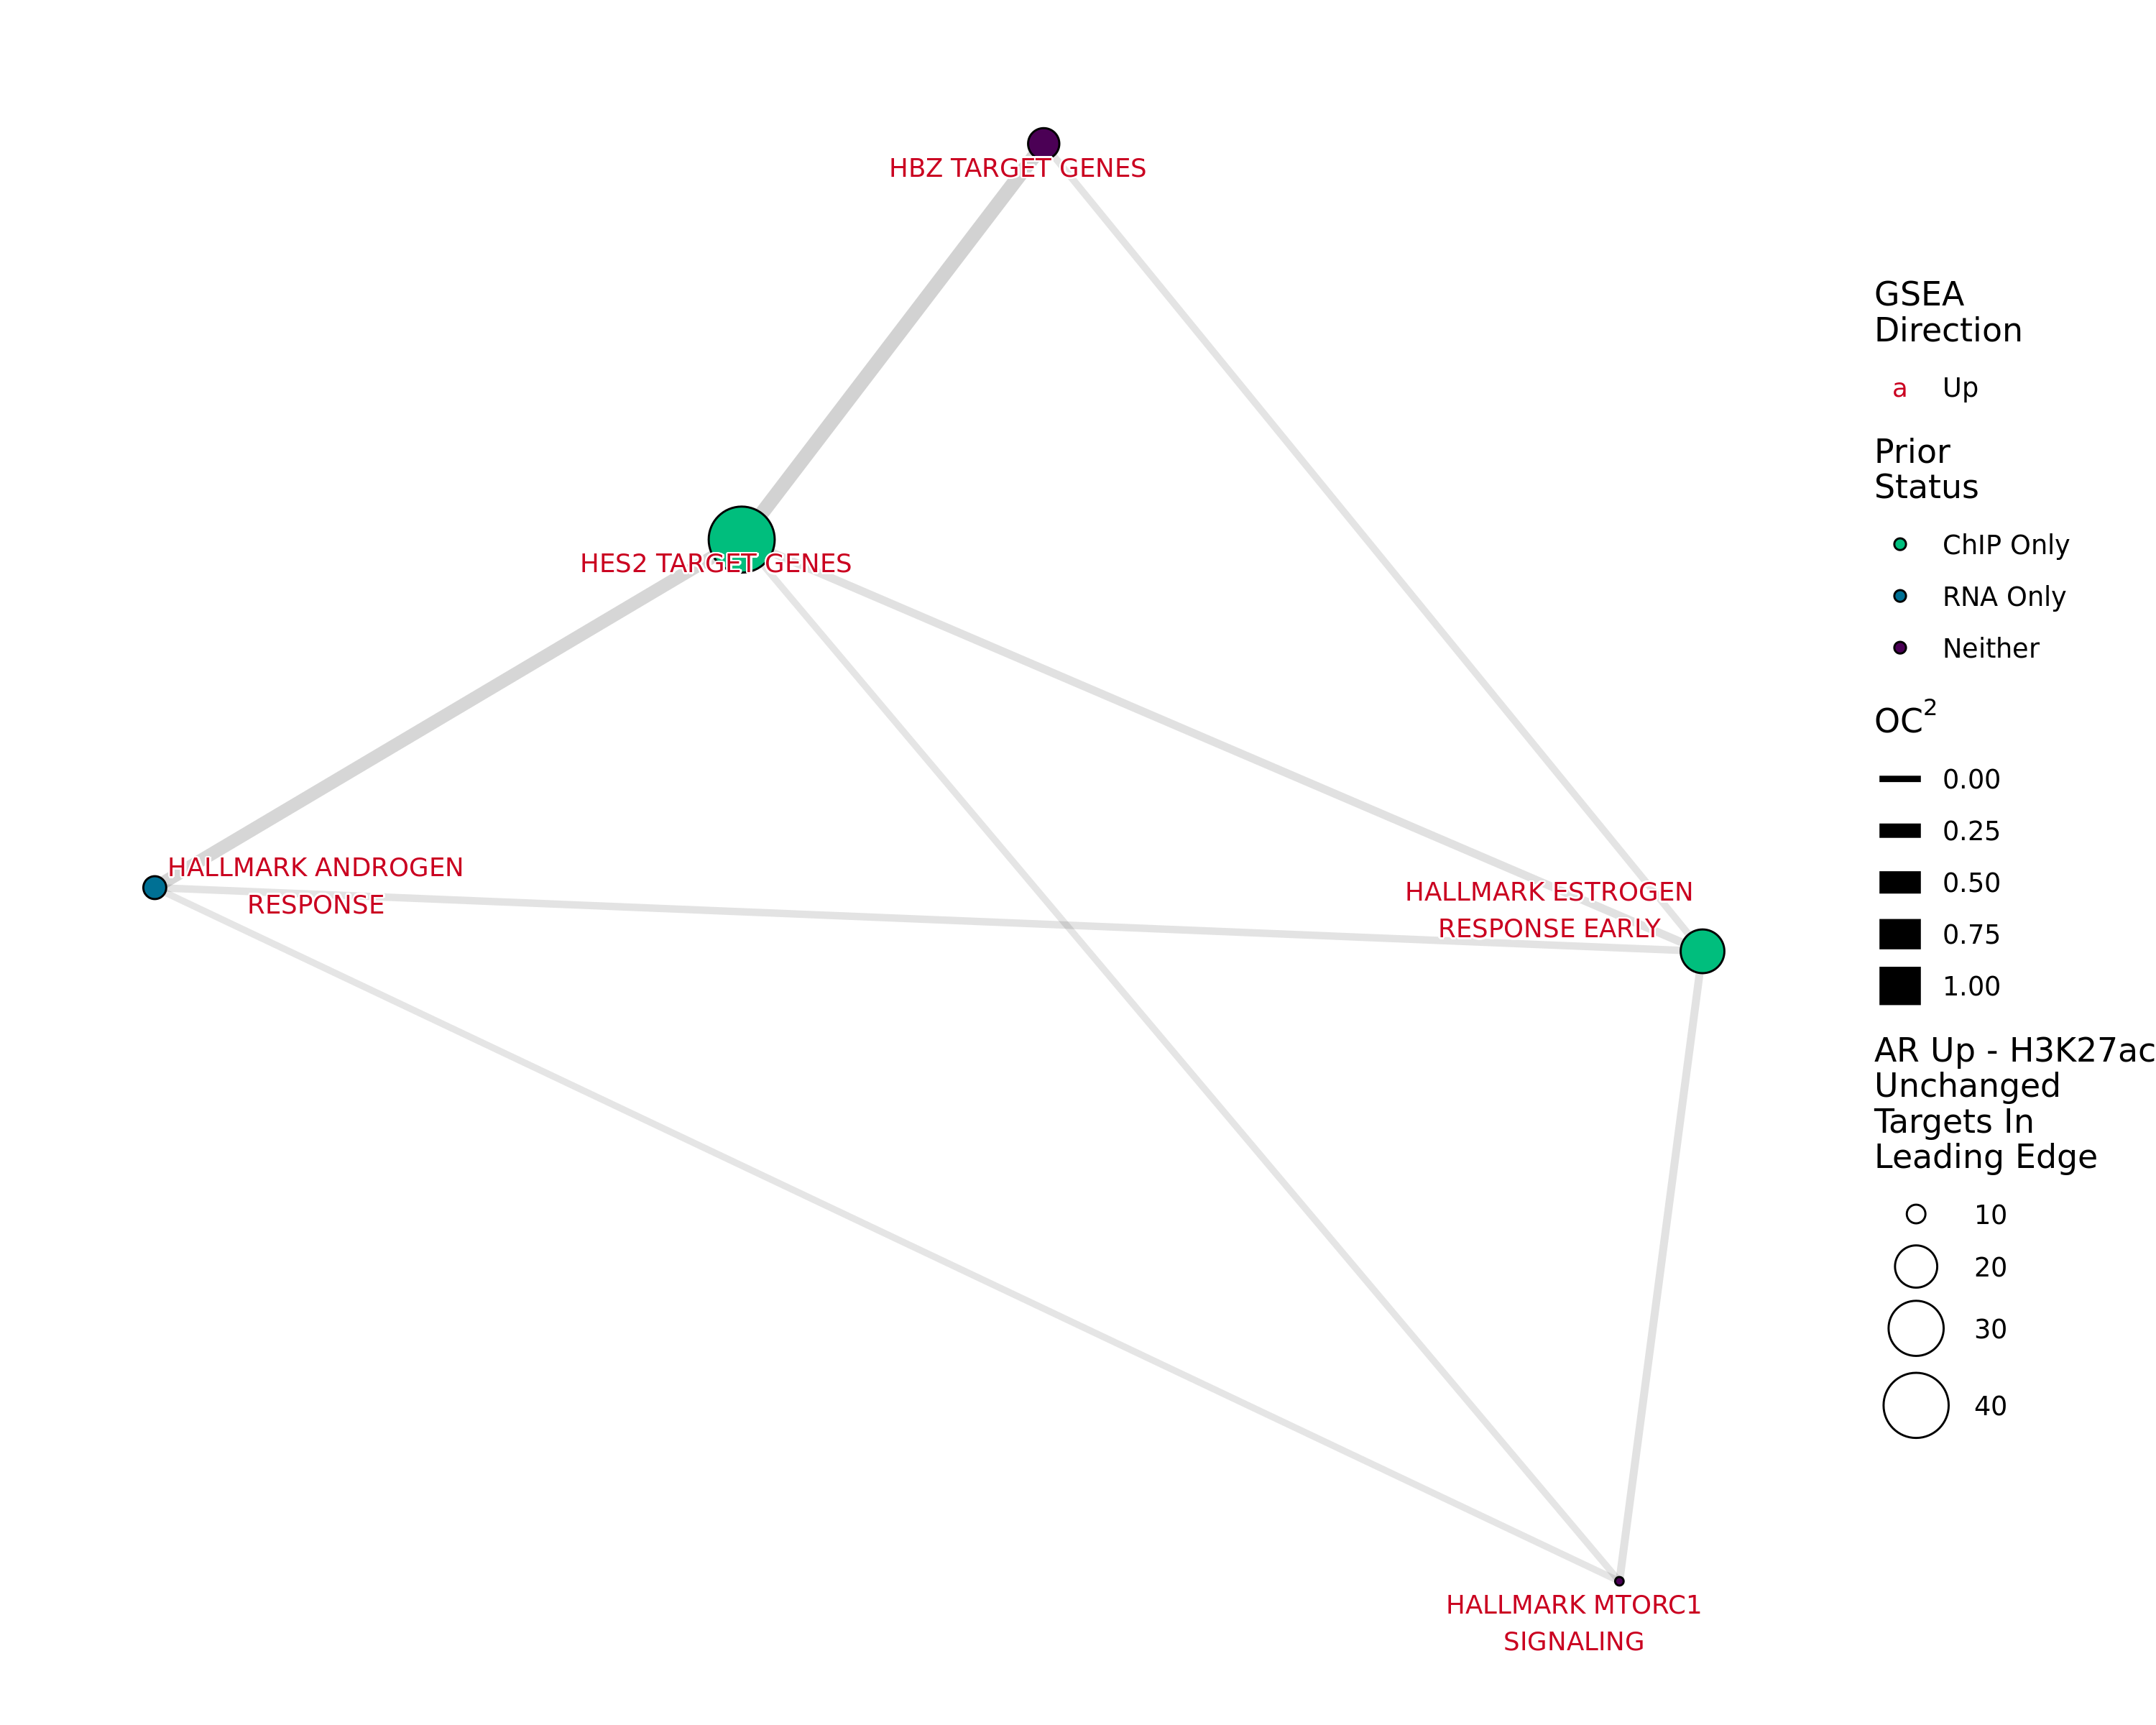 HBZ TARGET GENES
HES2 TARGET GENES
HALLMARK ANDROGEN
RESPONSE
HALLMARK ESTROGEN
RESPONSE EARLY
HALLMARK MTORC1
SIGNALING
GSEA
Direction
a Up
Prior
Status
ChIP Only
RNA Only
Neither
OC²
0.00
0.25
0.50
0.75
1.00
AR Up - H3K27ac
Unchanged
Targets In
Leading Edge
10
20
30
40